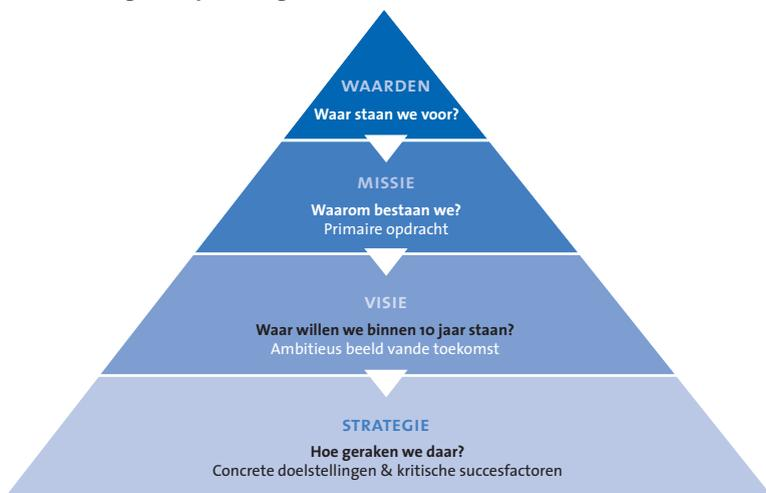 WAARDEN
Waar staan we voor?
MISSIE
Waarom bestaan we?
Primaire opdracht
VISIE
Waar willen we binnen 10 jaar staan?
Ambitieus beeld vande toekomst
STRATEGIE
Hoe geraken we daar?
Concrete doelstellingen & kritische succesfactoren